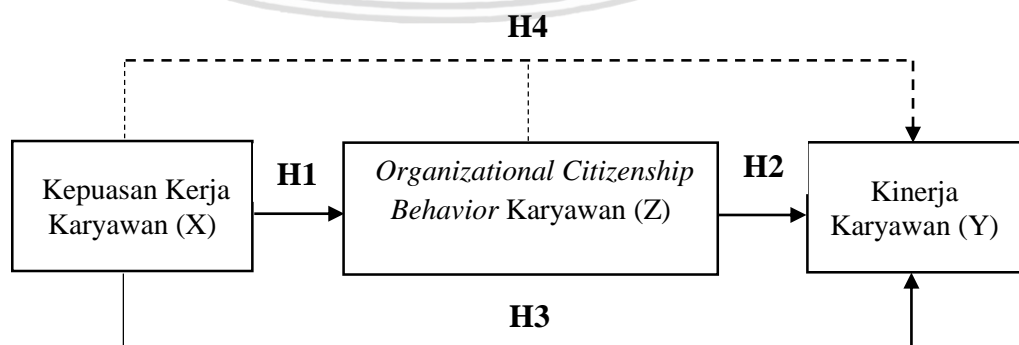 H4
Kepuasan Kerja
Karyawan (X)
H1
Organizational Citizenship
Behavior Karyawan (Z)
H2
Kinerja
Karyawan (Y)
H3